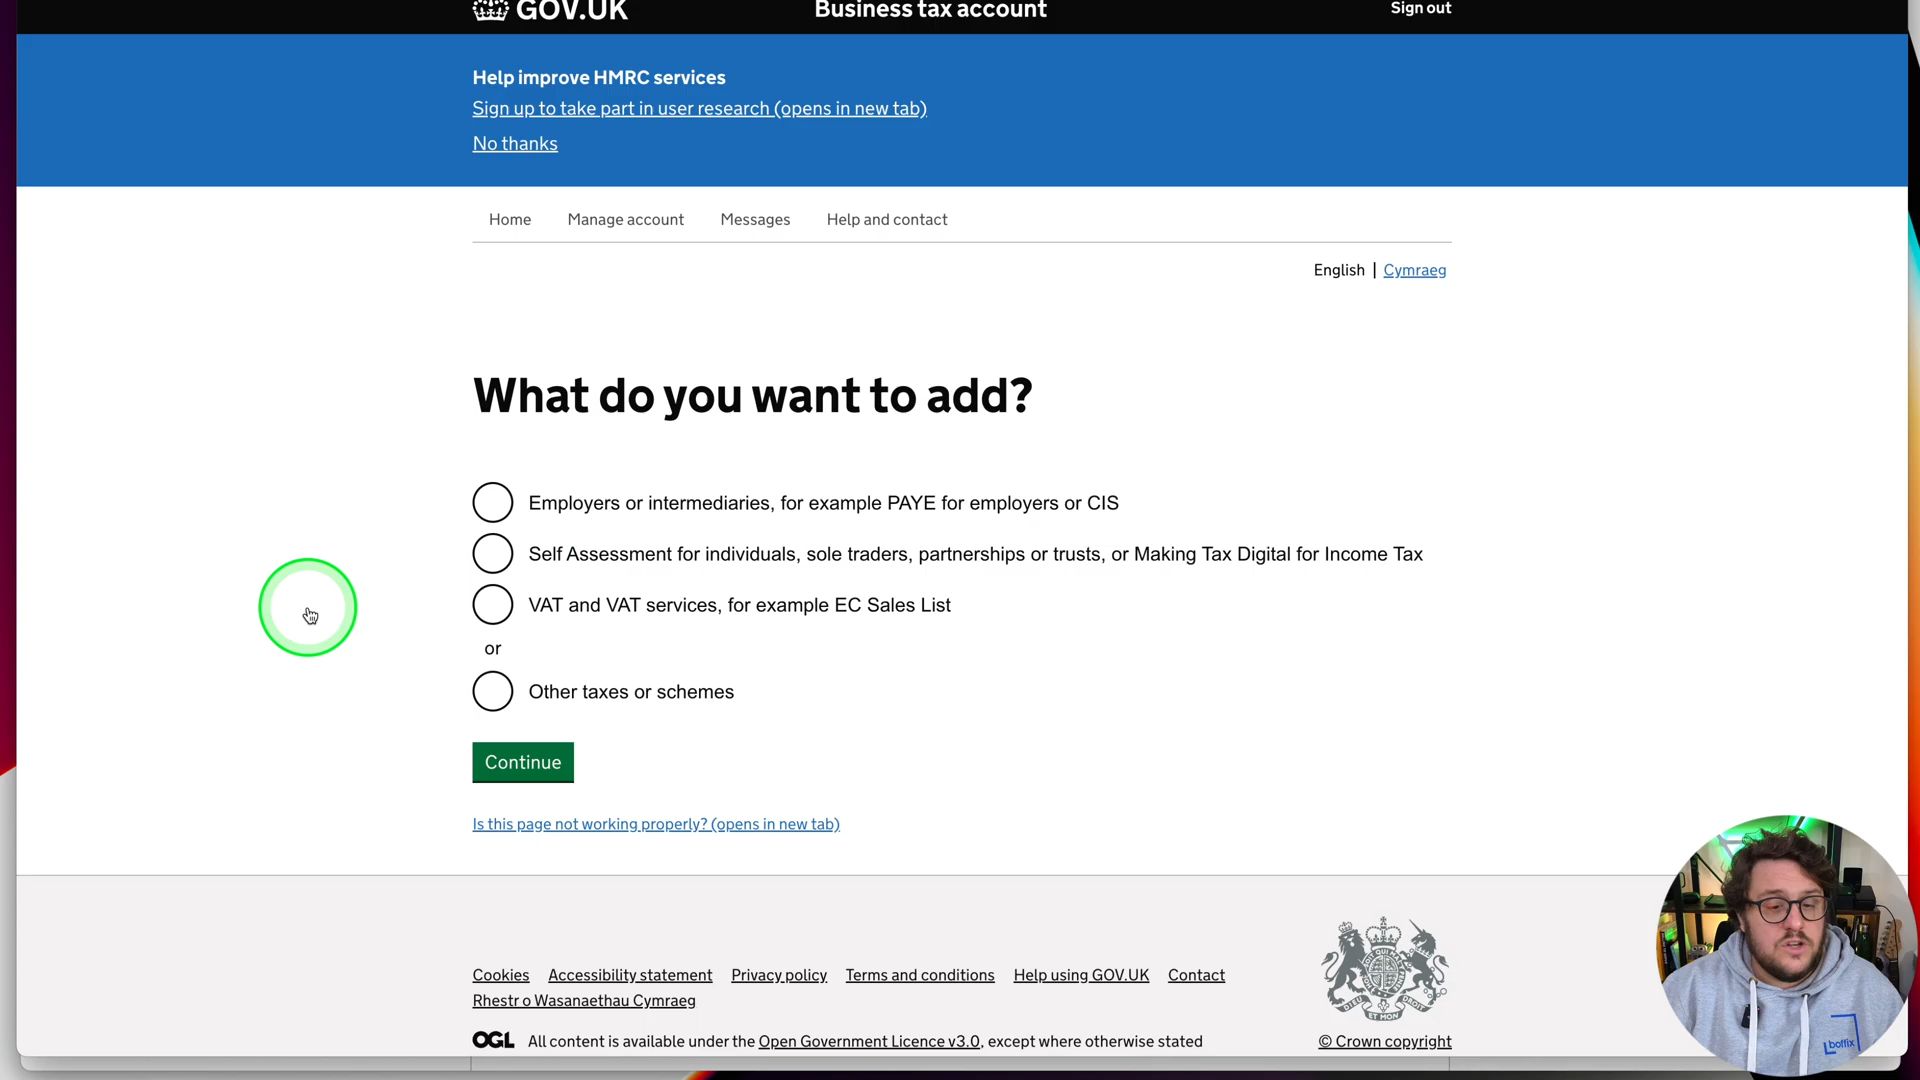 GOV.UK
Business tax account
Sign out
Help improve HMRC services
Sign up to take part in user research (opens in new tab)
No thanks
Home
Manage account
Messages
Help and contact
English | Cymraeg
What do you want to add?
Employers or intermediaries, for example PAYE for employers or CIS
Self Assessment for individuals, sole traders, partnerships or trusts, or Making Tax Digital for Income Tax
VAT and VAT services, for example EC Sales List
or
Other taxes or schemes
Continue
Is this page not working properly? (opens in new tab)
Cookies
Accessibility statement
Privacy policy
Terms and conditions
Help using GOV.UK
Contact
Rhestr o Wasanaethau Cymraeg
OGL
All content is available under the Open Government Licence v3.0, except where otherwise stated
© Crown copyright
DIEU ET MON DROIT
boffix